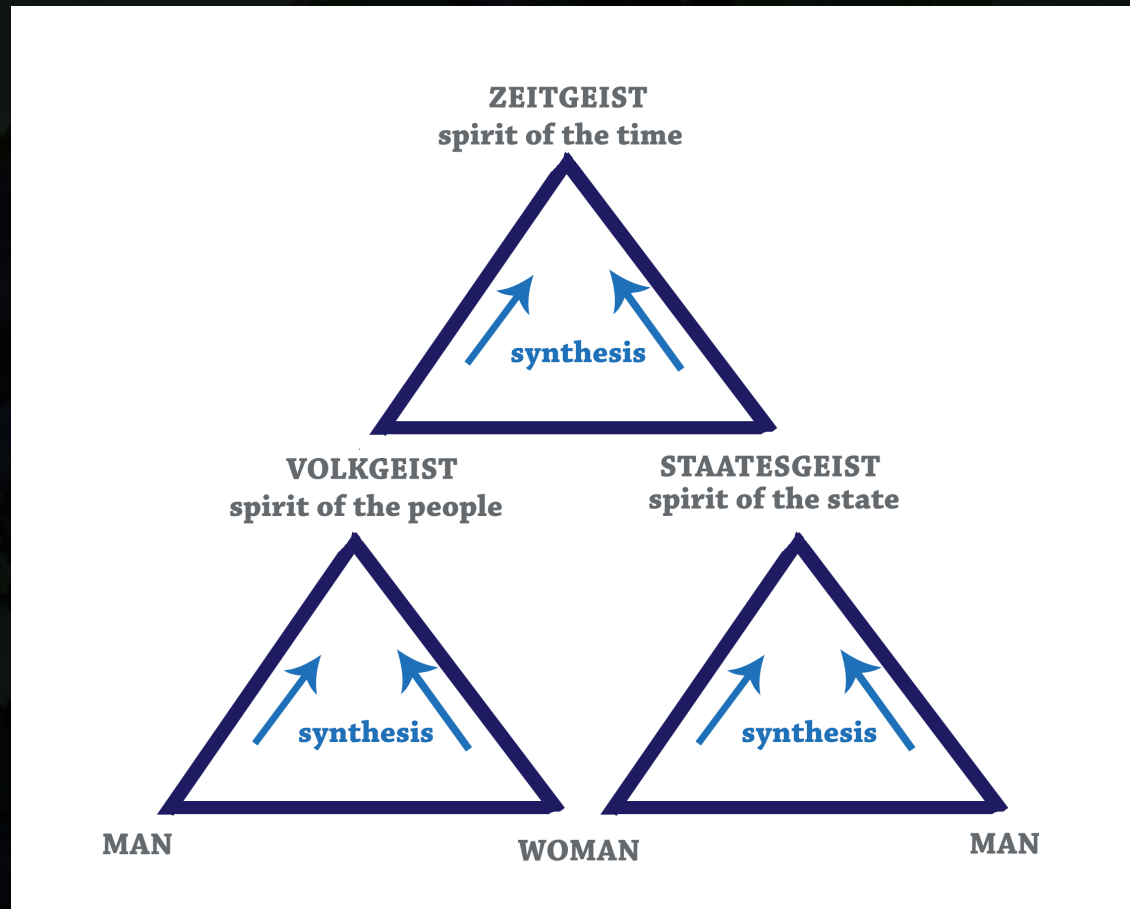 ZEITGEIST
spirit of the time
synthesis
VOLKGEIST
spirit of the people
STAATESGEIST
spirit of the state
synthesis
synthesis
MAN
WOMAN
MAN